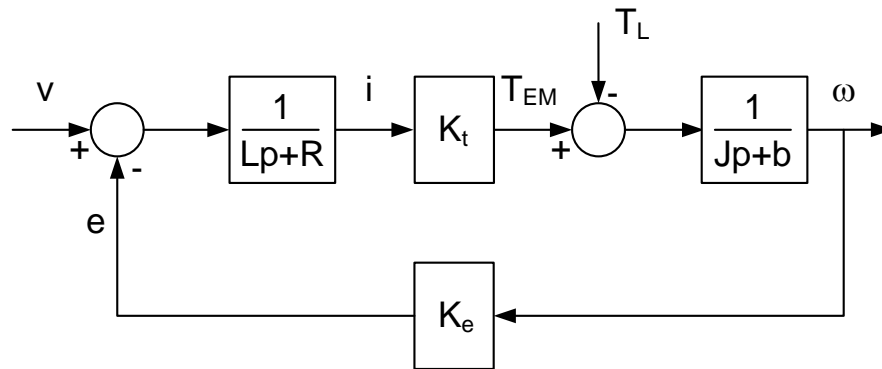 T_L
v
+
-
e
1
Lp+R
i
K_t
T_EM
+
-
1
Jp+b
ω
K_e